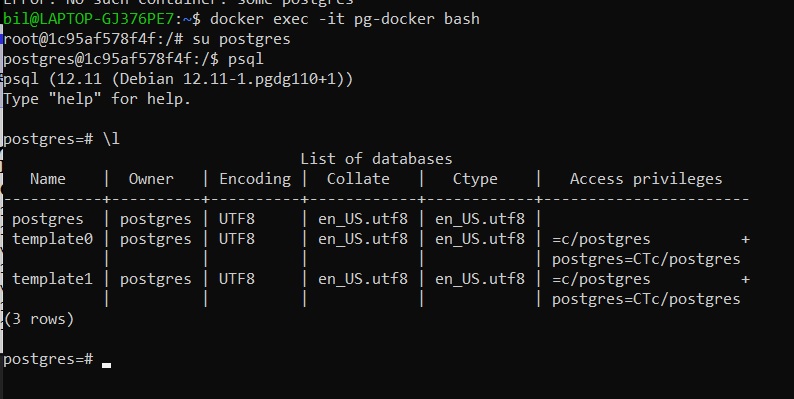 Error: No such container: some postgres
bil@LAPTOP-GJ376PE7:~$ docker exec -it pg-docker bash
root@1c95af578f4f:/# su postgres
postgres@1c95af578f4f:/$ psql
psql (12.11 (Debian 12.11-1.pgdg110+1))
Type "help" for help.

postgres=# \l
                                 List of databases
   Name    |  Owner   | Encoding |  Collate   |   Ctype    |   Access privileges
-----------+----------+----------+------------+------------+-----------------------
 postgres  | postgres | UTF8     | en_US.utf8 | en_US.utf8 |
 template0 | postgres | UTF8     | en_US.utf8 | en_US.utf8 | =c/postgres          +
           |          |          |            |            | postgres=CTc/postgres
 template1 | postgres | UTF8     | en_US.utf8 | en_US.utf8 | =c/postgres          +
           |          |          |            |            | postgres=CTc/postgres
(3 rows)

postgres=#